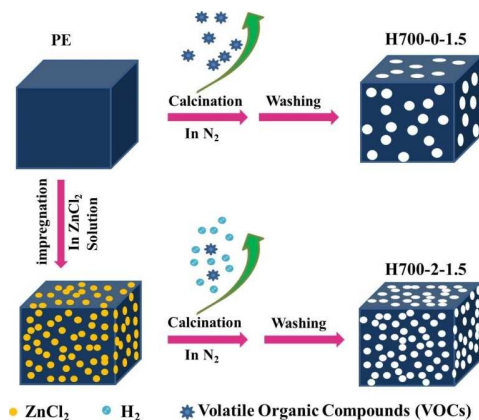 PE
H700-0-1.5
Calcination
Washing
In N₂
impregnation
In ZnCl₂
Solution
H700-2-1.5
Calcination
Washing
In N₂
ZnCl₂
H₂
Volatile Organic Compounds (VOCs)